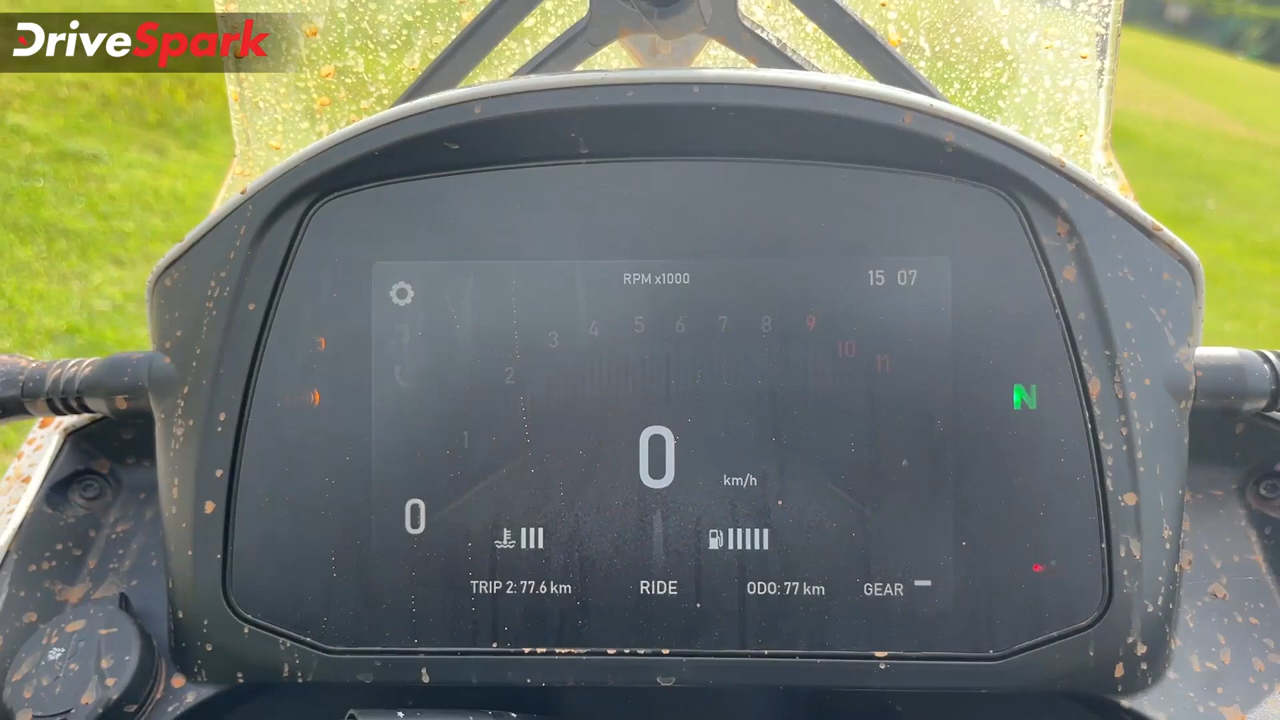 DriveSpark
RPM x1000
15 07
1 2 3 4 5 6 7 8 9 10 11
N
0
km/h
0
TRIP 2: 77.6 km
RIDE
ODO: 77 km
GEAR –